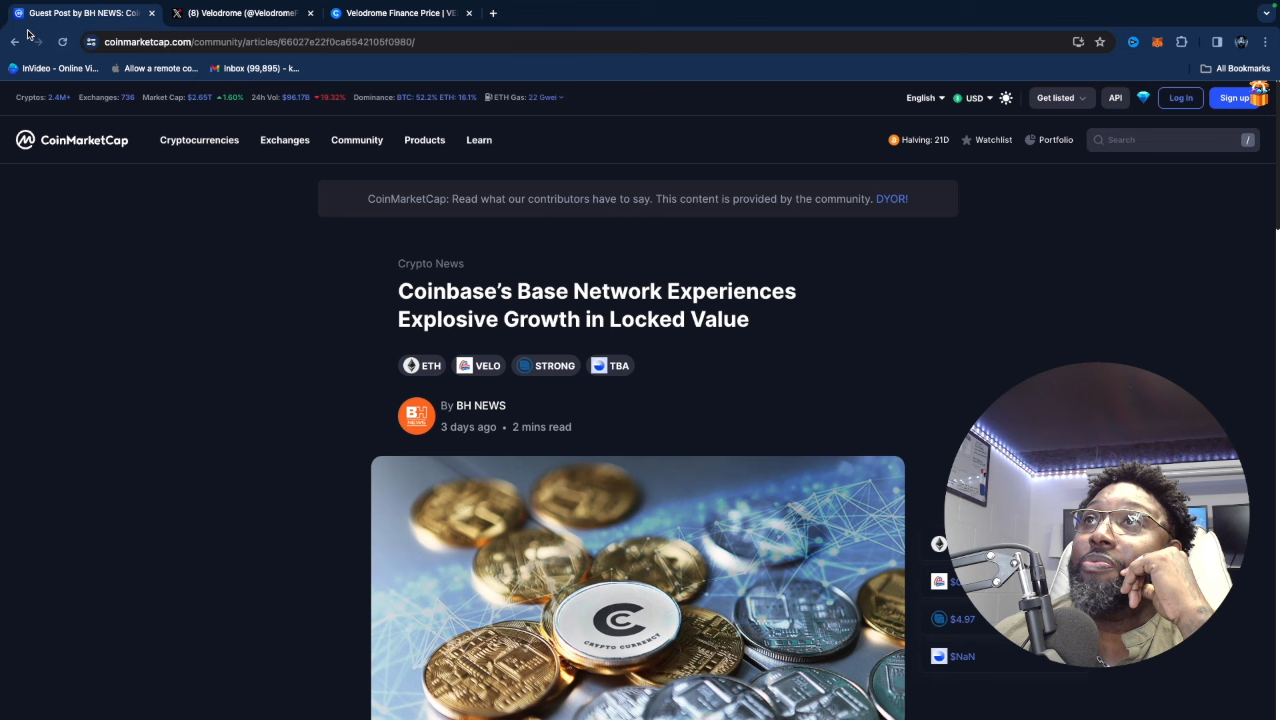 Guest Post by BH NEWS: Coi
(8) Velodrome (@VelodromeF
Velodrome Finance Price | VE
coinmarketcap.com/community/articles/66027e22f0ca6542105f0980/
InVideo - Online Vi...
Allow a remote co...
Inbox (99,895) - k...
All Bookmarks
Cryptos: 2.4M+ Exchanges: 736 Market Cap: $2.65T 1.60% 24h Vol: $96.17B 19.32% Dominance: BTC: 52.2% ETH: 16.1% ETH Gas: 22 Gwei
English USD Get listed API Log In Sign up
CoinMarketCap Cryptocurrencies Exchanges Community Products Learn
Halving: 21D Watchlist Portfolio Search /
CoinMarketCap: Read what our contributors have to say. This content is provided by the community. DYOR!
Crypto News
Coinbase’s Base Network Experiences
Explosive Growth in Locked Value
ETH VELO STRONG TBA
BH NEWS
By BH NEWS
3 days ago • 2 mins read
CRYPTO CURRENCY
$4.97
$NaN